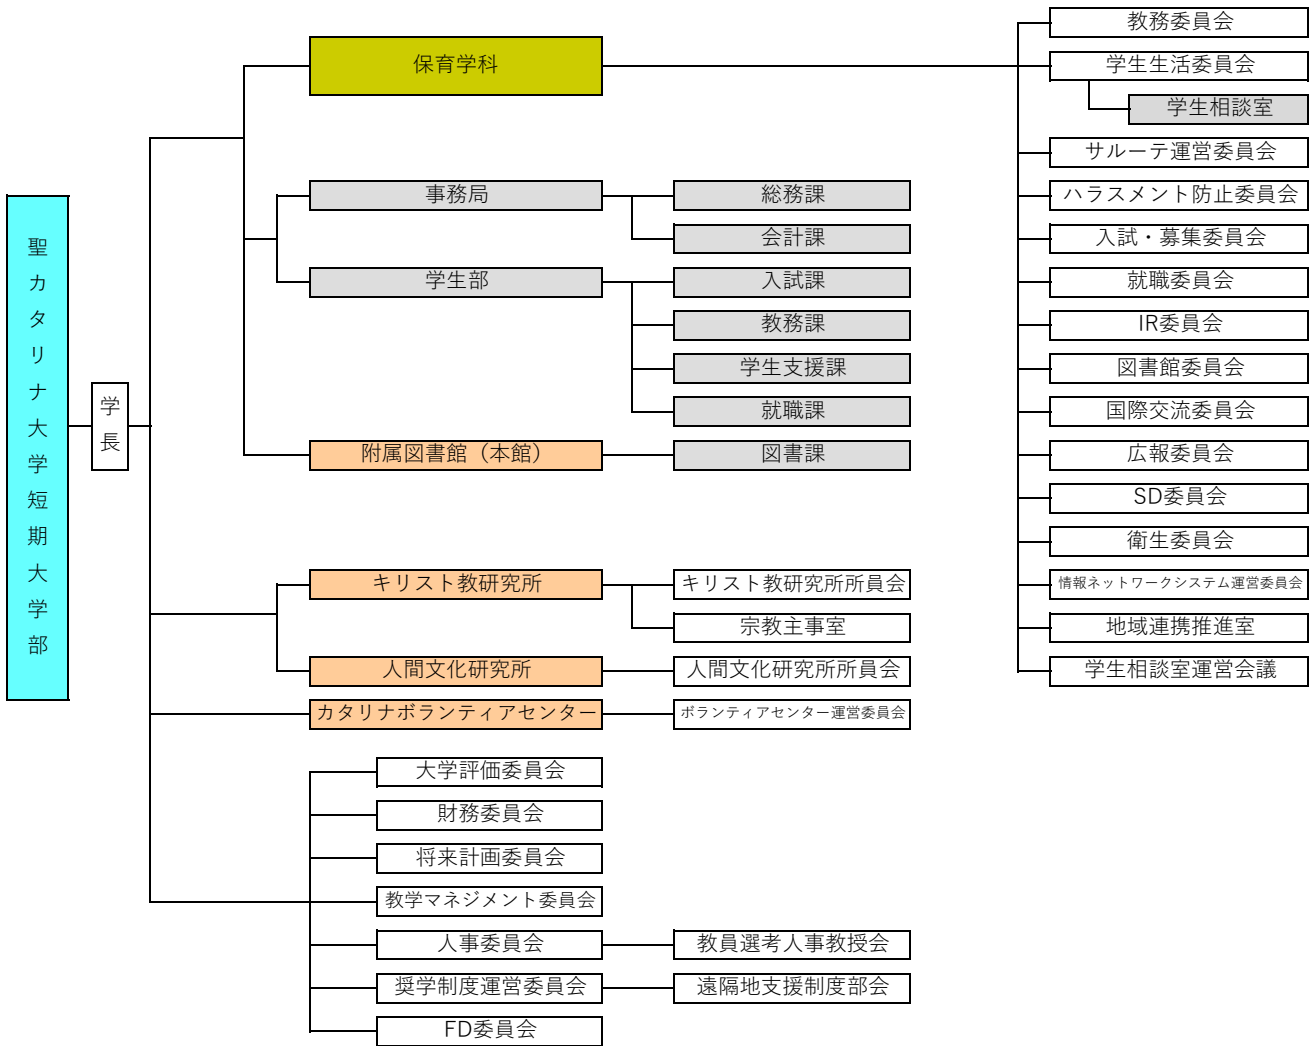 聖カタリナ大学短期大学部
学長
保育学科
事務局
総務課
会計課
学生部
入試課
教務課
学生支援課
就職課
附属図書館（本館）
図書課
キリスト教研究所
キリスト教研究所所員会
宗教主事室
人間文化研究所
人間文化研究所所員会
カタリナボランティアセンター
ボランティアセンター運営委員会
大学評価委員会
財務委員会
将来計画委員会
教学マネジメント委員会
人事委員会
教員選考人事教授会
奨学制度運営委員会
遠隔地支援制度部会
FD委員会
教務委員会
学生生活委員会
学生相談室
サルーテ運営委員会
ハラスメント防止委員会
入試・募集委員会
就職委員会
IR委員会
図書館委員会
国際交流委員会
広報委員会
SD委員会
衛生委員会
情報ネットワークシステム運営委員会
地域連携推進室
学生相談室運営会議